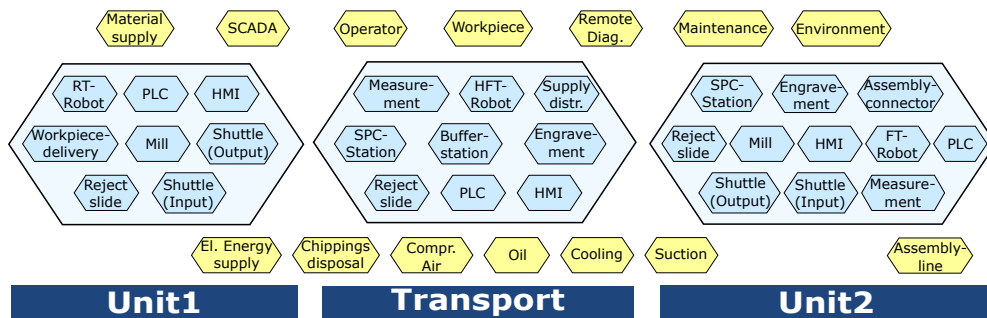 Material
supply
SCADA
Operator
Workpiece
Remote
Diag.
Maintenance
Environment
RT-
Robot
PLC
HMI
Workpiece-
delivery
Mill
Shuttle
(Output)
Reject
slide
Shuttle
(Input)
Measure-
ment
HFT-
Robot
Supply
distr.
SPC-
Station
Buffer-
station
Engrave-
ment
Reject
slide
PLC
HMI
SPC-
Station
Engrave-
ment
Assembly-
connector
Reject
slide
Mill
HMI
FT-
Robot
PLC
Shuttle
(Output)
Shuttle
(Input)
Measure-
ment
El. Energy
supply
Chippings
disposal
Compr.
Air
Oil
Cooling
Suction
Assembly-
line
Unit1
Transport
Unit2